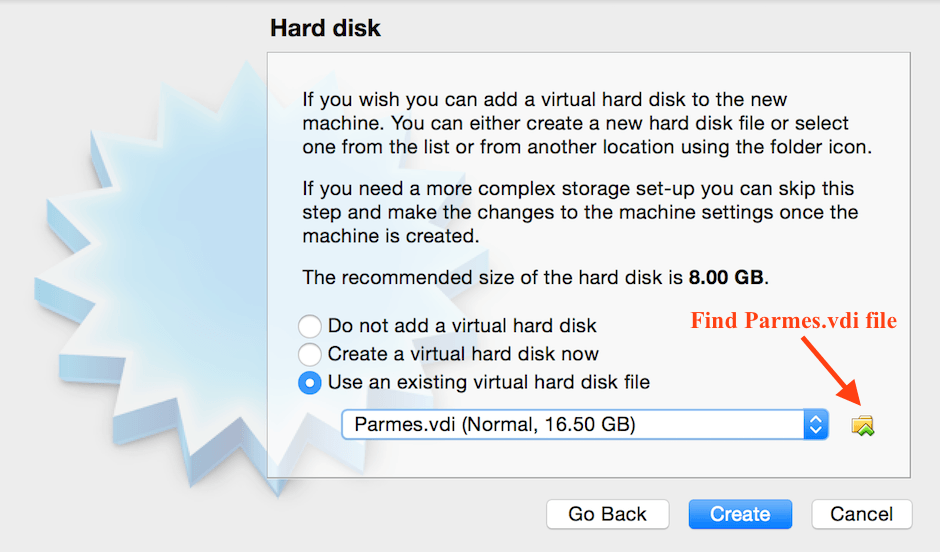 Hard disk
If you wish you can add a virtual hard disk to the new
machine. You can either create a new hard disk file or select
one from the list or from another location using the folder icon.
If you need a more complex storage set-up you can skip this
step and make the changes to the machine settings once the
machine is created.
The recommended size of the hard disk is 8.00 GB.
Find Parmes.vdi file
Do not add a virtual hard disk
Create a virtual hard disk now
Use an existing virtual hard disk file
Parmes.vdi (Normal, 16.50 GB)
Go Back
Create
Cancel